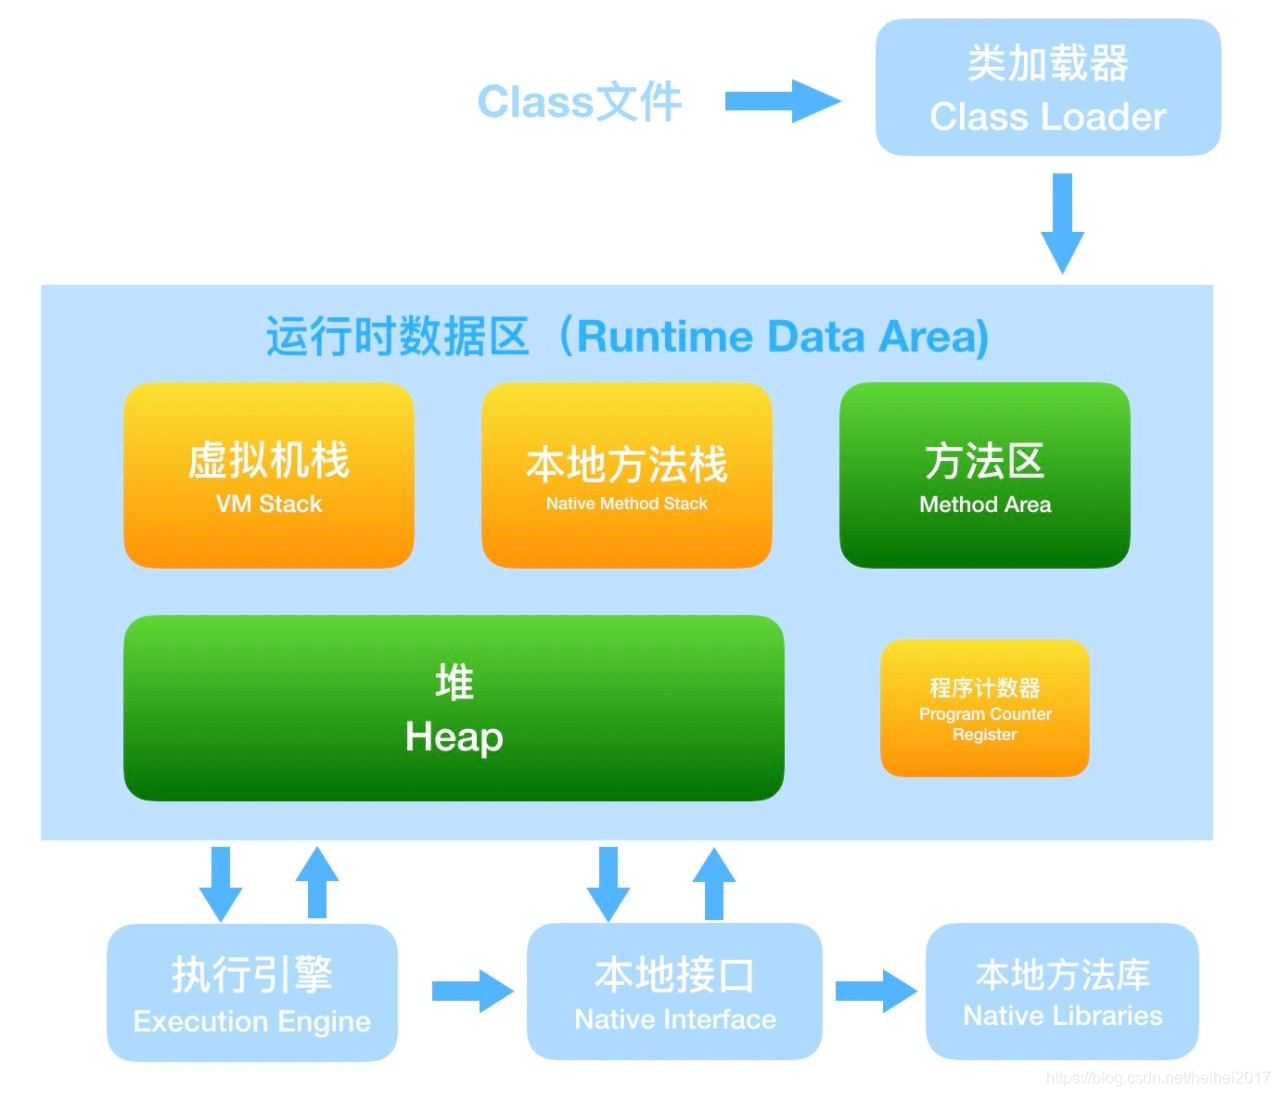 Class文件
类加载器
Class Loader
运行时数据区（Runtime Data Area)
虚拟机栈
VM Stack
本地方法栈
Native Method Stack
方法区
Method Area
堆
Heap
程序计数器
Program Counter
Register
执行引擎
Execution Engine
本地接口
Native Interface
本地方法库
Native Libraries
https://blog.csdn.net/heihei2017